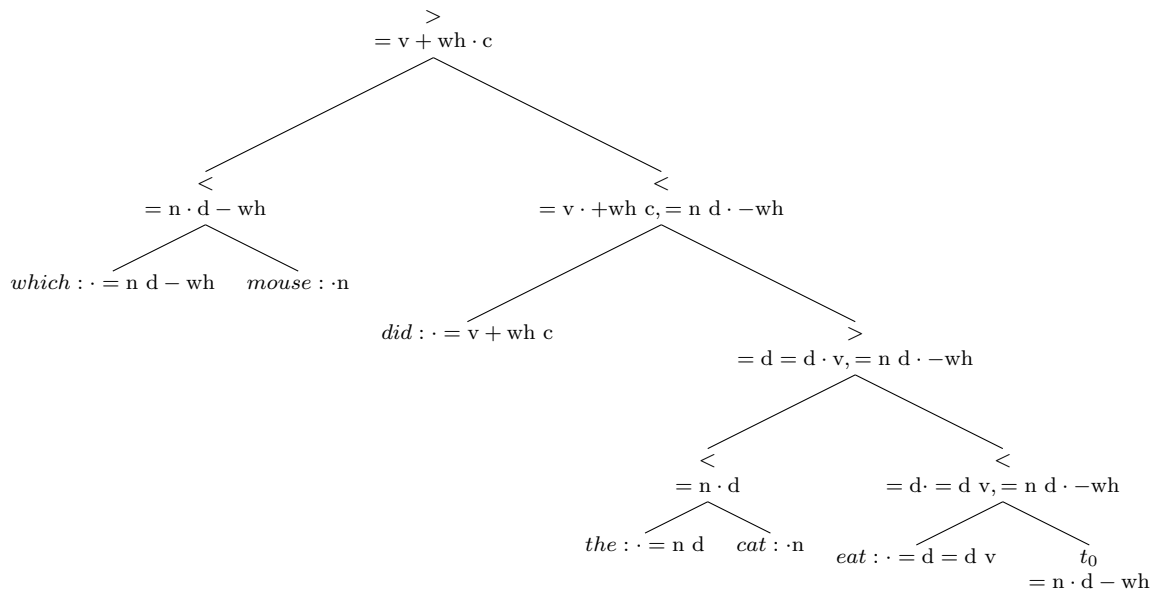 >
= v + wh · c
<
= n · d − wh
<
= v · +wh c, = n d · −wh
which : · = n d − wh
mouse : ·n
did : · = v + wh c
>
= d = d · v, = n d · −wh
<
= n · d
<
= d· = d v, = n d · −wh
the : · = n d
cat : ·n
eat : · = d = d v
t₀
= n · d − wh